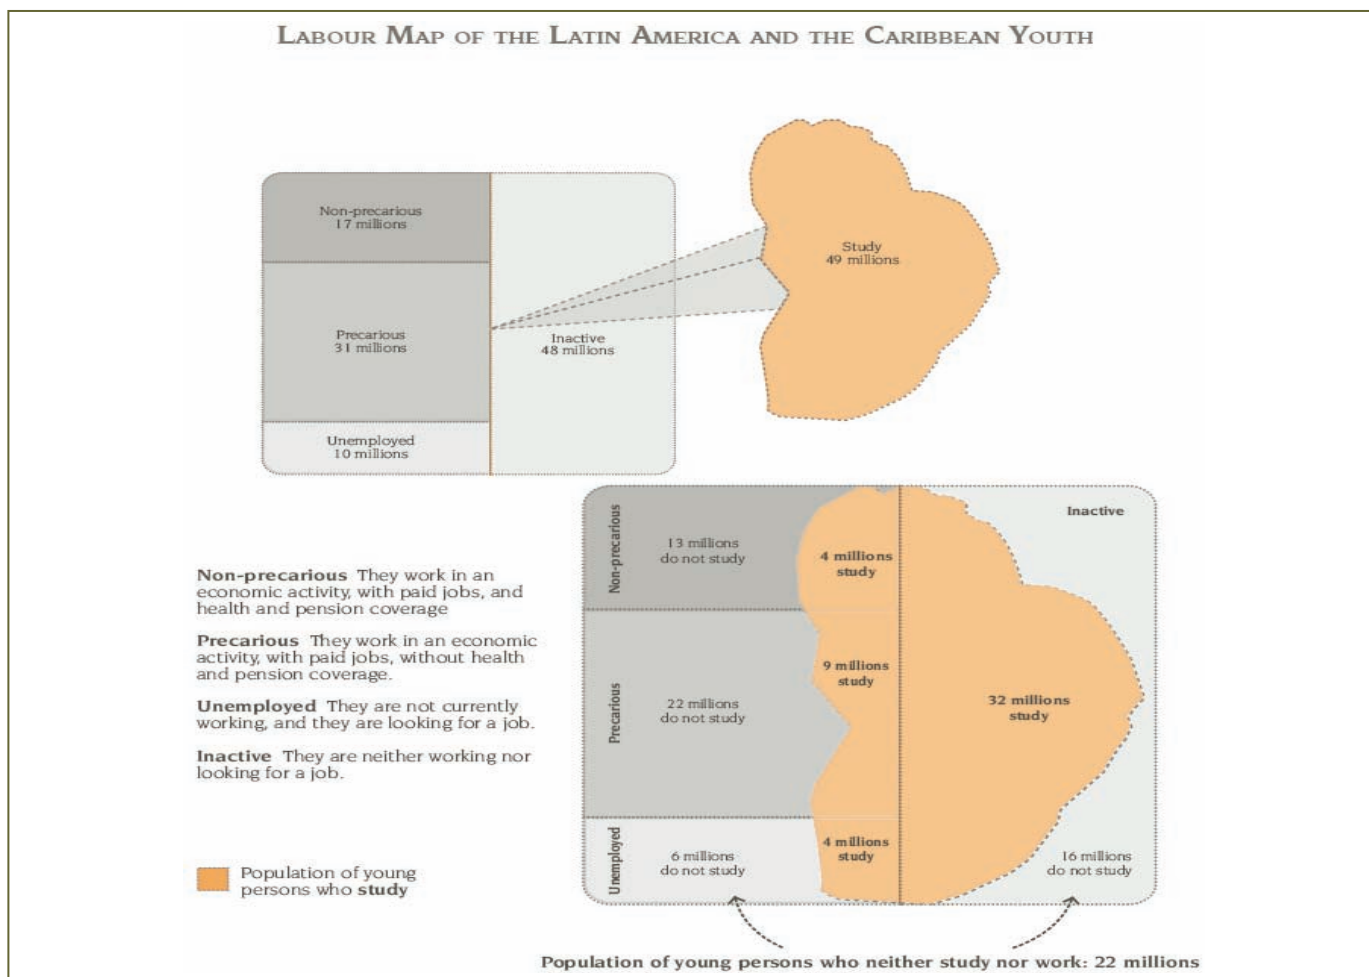 LABOUR MAP OF THE LATIN AMERICA AND THE CARIBBEAN YOUTH
Non-precarious
17 millions
Precarious
31 millions
Unemployed
10 millions
Inactive
48 millions
Study
49 millions
Non-precarious
13 millions
do not study
4 millions
study
Inactive
Precarious
22 millions
do not study
9 millions
study
32 millions
study
Unemployed
6 millions
do not study
4 millions
study
16 millions
do not study
Non-precarious They work in an
economic activity, with paid jobs, and
health and pension coverage
Precarious They work in an economic
activity, with paid jobs, without health
and pension coverage.
Unemployed They are not currently
working, and they are looking for a job.
Inactive They are neither working nor
looking for a job.
Population of young
persons who study
Population of young persons who neither study nor work: 22 millions